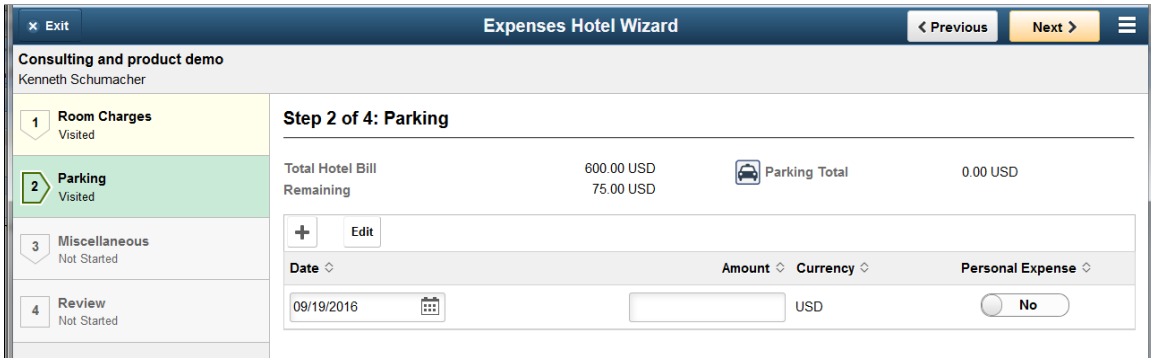 × Exit
Expenses Hotel Wizard
Previous
Next
Consulting and product demo
Kenneth Schumacher
1
Room Charges
Visited
2
Parking
Visited
3
Miscellaneous
Not Started
4
Review
Not Started
Step 2 of 4: Parking
Total Hotel Bill 600.00 USD Parking Total 0.00 USD
Remaining 75.00 USD
+ Edit
Date Amount Currency Personal Expense
09/19/2016 USD No